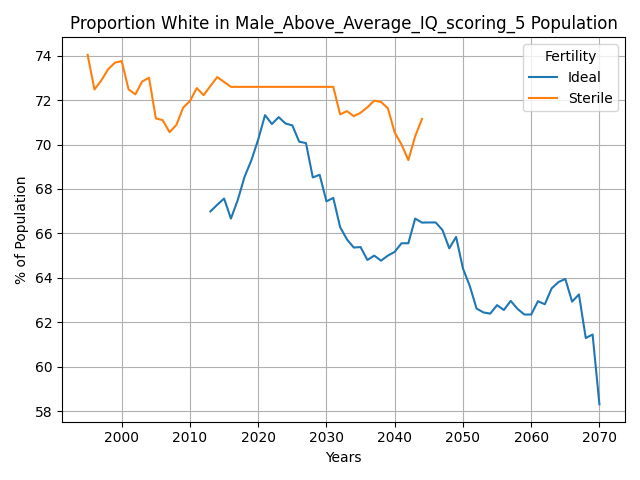 Proportion White in Male_Above_Average_IQ_scoring_5 Population
Fertility
Ideal
Sterile
% of Population
74
72
70
68
66
64
62
60
58
2000
2010
2020
2030
2040
2050
2060
2070
Years